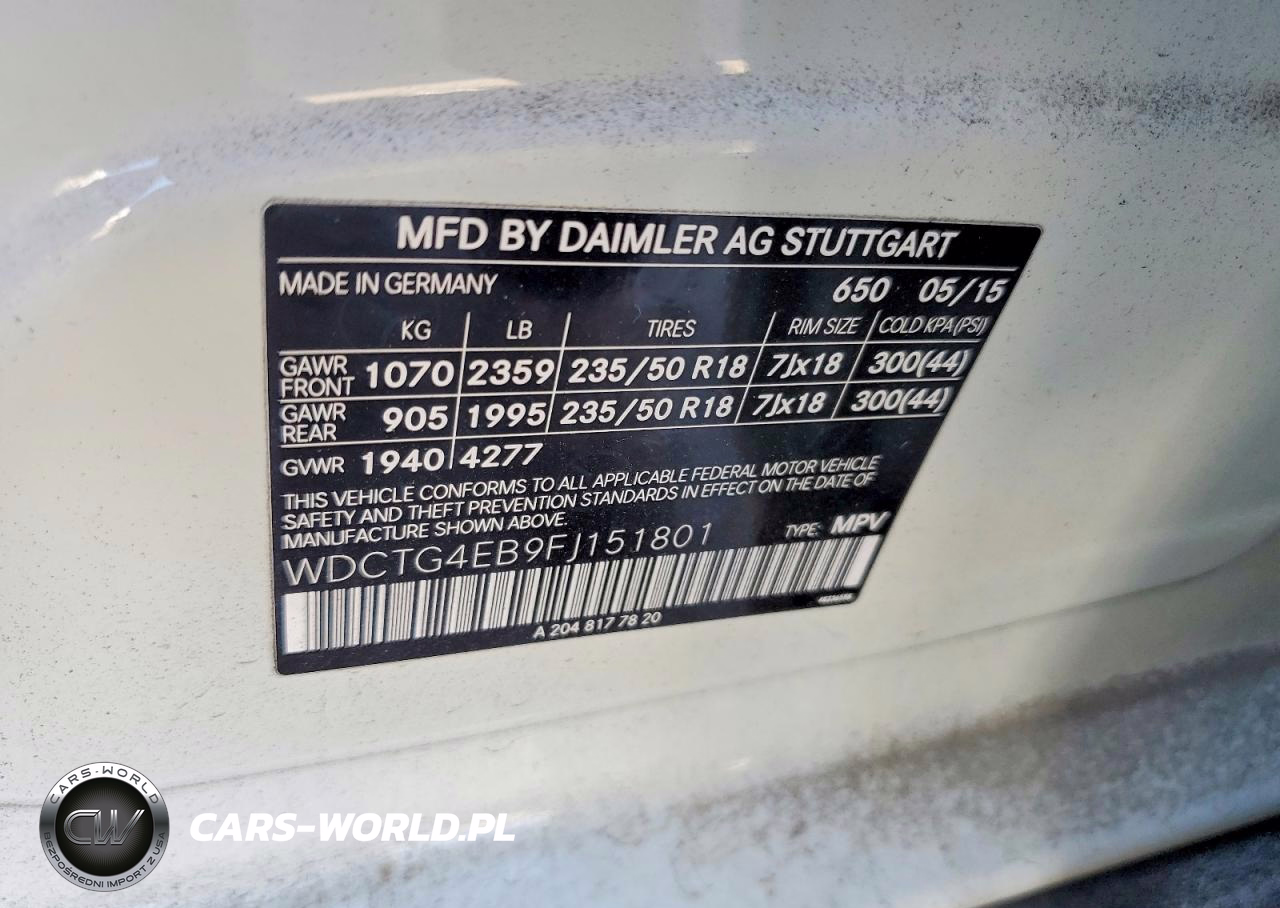 MFD BY DAIMLER AG STUTTGART
MADE IN GERMANY 650 05/15
KG LB TIRES RIM SIZE COLD KPA (PSI)
GAWR FRONT 1070 2359 235/50 R18 7Jx18 300(44)
GAWR REAR 905 1995 235/50 R18 7Jx18 300(44)
GVWR 1940 4277
THIS VEHICLE CONFORMS TO ALL APPLICABLE FEDERAL MOTOR VEHICLE
SAFETY AND THEFT PREVENTION STANDARDS IN EFFECT ON THE DATE OF
MANUFACTURE SHOWN ABOVE.
TYPE: MPV
WDCTG4EB9FJ151801
A 204 817 78 20
CARS-WORLD
CW
BEZPOŚREDNI IMPORT Z USA
CARS-WORLD.PL